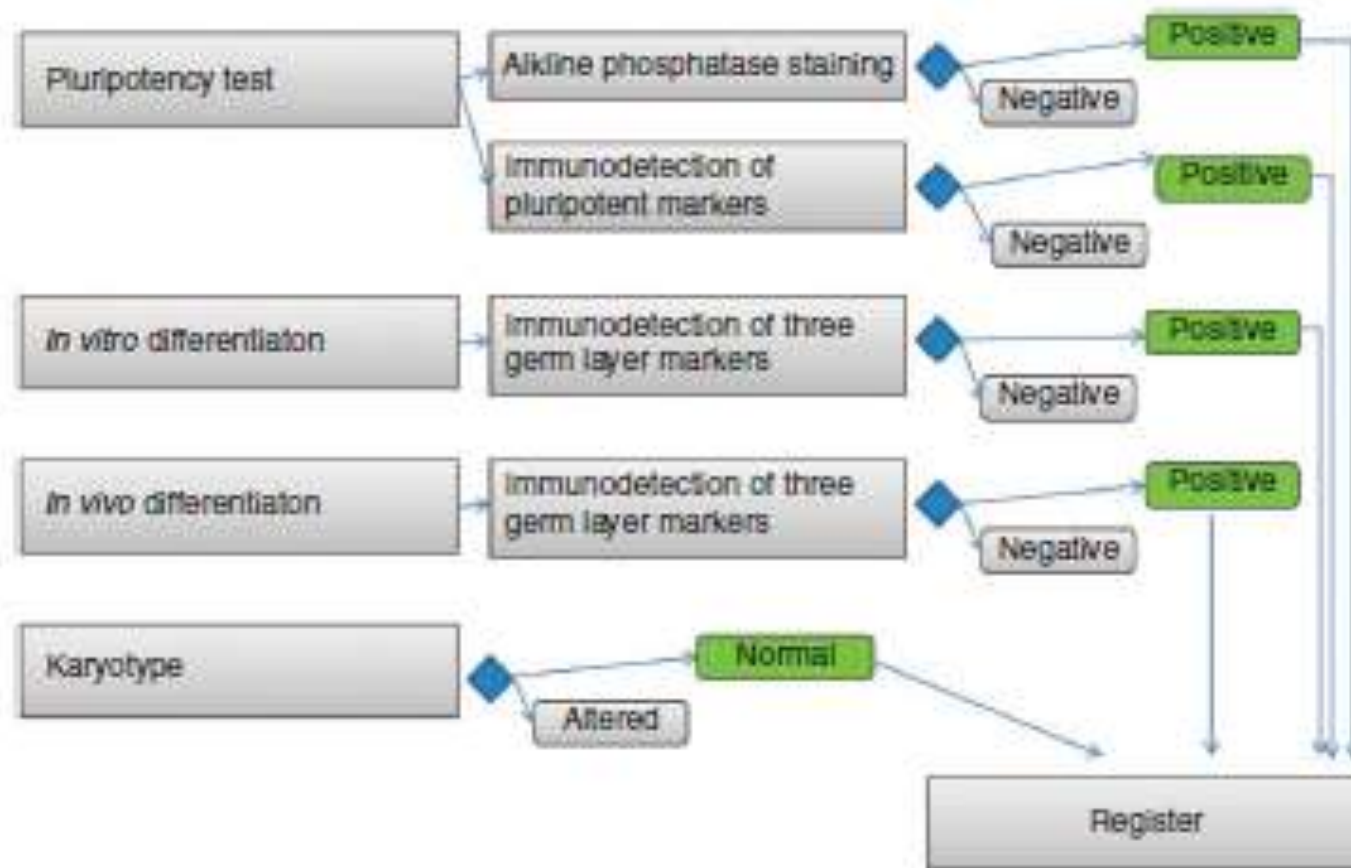 Pluripotency test
Alkline phosphatase staining
Positive
Negative
Immunodetection of
pluripotent markers
Positive
Negative
In vitro differentiaton
Immunodetection of three
germ layer markers
Positive
Negative
In vivo differentiaton
Immunodetection of three
germ layer markers
Positive
Negative
Karyotype
Normal
Altered
Register